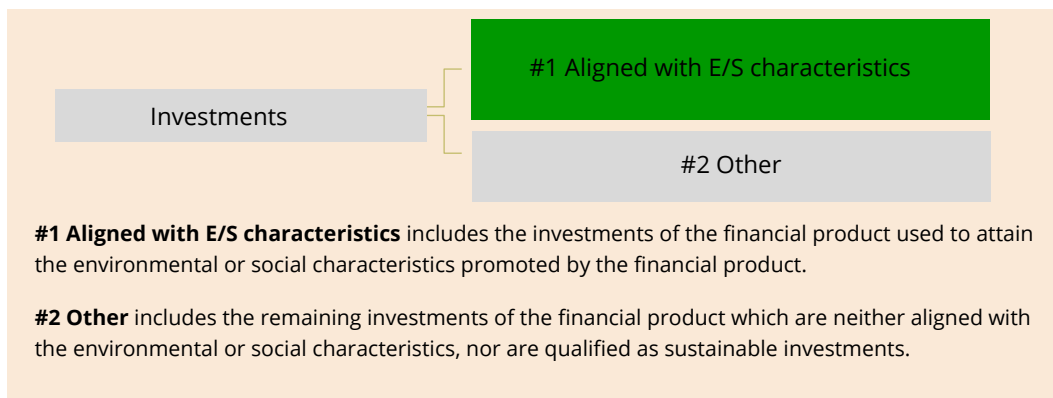 #1 Aligned with E/S characteristics
Investments
#2 Other
#1 Aligned with E/S characteristics includes the investments of the financial product used to attain
the environmental or social characteristics promoted by the financial product.
#2 Other includes the remaining investments of the financial product which are neither aligned with
the environmental or social characteristics, nor are qualified as sustainable investments.